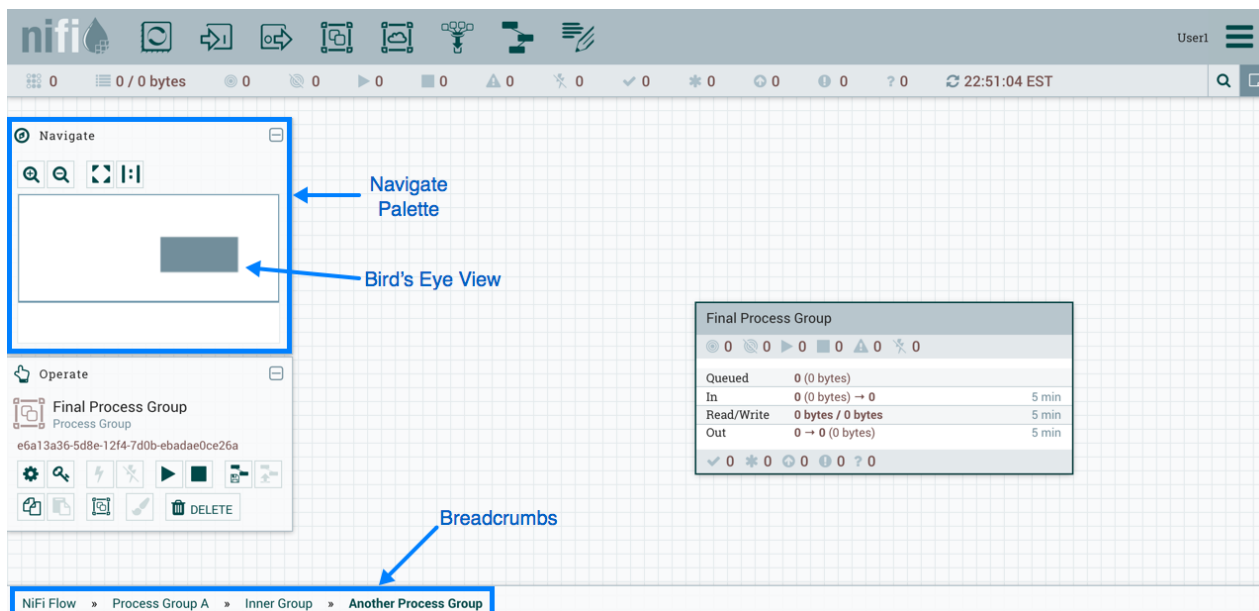 nifi
User1
0 0 / 0 bytes 0 0 0 0 0 0 0 0 0 0 ? 0 22:51:04 EST
Navigate
Navigate
Palette
Bird's Eye View
Final Process Group
0 0 0 0 0 0
Queued 0 (0 bytes)
In 0 (0 bytes) → 0 5 min
Read/Write 0 bytes / 0 bytes 5 min
Out 0 → 0 (0 bytes) 5 min
0 0 0 0 ? 0
Operate
Final Process Group
Process Group
e6a13a36-5d8e-12f4-7d0b-ebadae0ce26a
DELETE
Breadcrumbs
NiFi Flow » Process Group A » Inner Group » Another Process Group